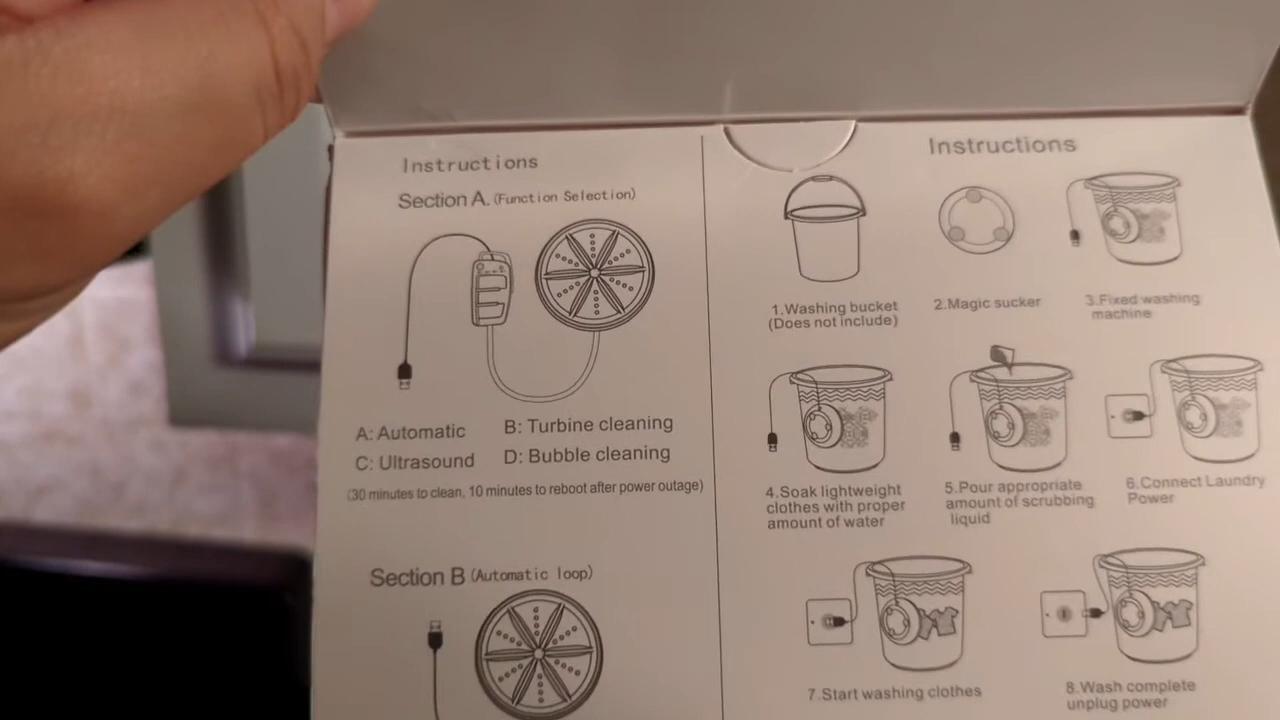 Instructions
Section A. (Function Selection)
A: Automatic
B: Turbine cleaning
C: Ultrasound
D: Bubble cleaning
(30 minutes to clean, 10 minutes to reboot after power outage)
Section B (Automatic loop)
Instructions
1.Washing bucket
(Does not include)
2.Magic sucker
3.Fixed washing
machine
4.Soak lightweight
clothes with proper
amount of water
5.Pour appropriate
amount of scrubbing
liquid
6.Connect Laundry
Power
7.Start washing clothes
8.Wash complete
unplug power